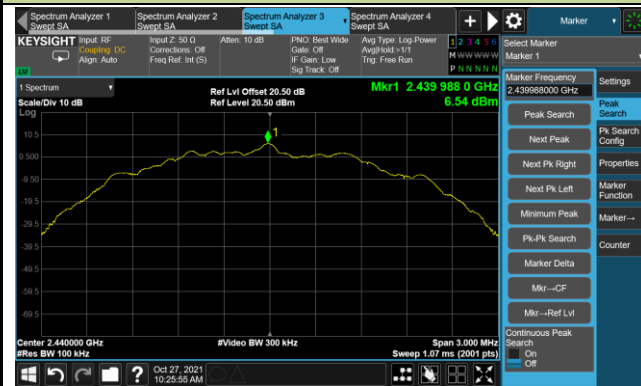 Spectrum Analyzer 1
Swept SA
Spectrum Analyzer 2
Swept SA
Spectrum Analyzer 3
Swept SA
Spectrum Analyzer 4
Swept SA
Marker
KEYSIGHT
Input: RF
Coupling: DC
Align: Auto
Input Z: 50 Ω
Corrections: Off
Freq Ref: Int (S)
Atten: 10 dB
PNO: Best Wide
Gate: Off
IF Gain: Low
Sig Track: Off
Avg Type: Log-Power
Avg|Hold:>1/1
Trig: Free Run
1 2 3 4 5 6
M W W W W W
P N N N N N
Select Marker
Marker 1
Marker Frequency
2.439988000 GHz
Settings
Peak Search
Peak
Search
Next Peak
Pk Search
Config
Next Pk Right
Properties
Next Pk Left
Marker
Function
Minimum Peak
Marker→
Pk-Pk Search
Counter
Marker Delta
Mkr→CF
Mkr→Ref Lvl
Continuous Peak
Search
On
Off
1 Spectrum
Scale/Div 10 dB
Log
Ref Lvl Offset 20.50 dB
Ref Level 20.50 dBm
Mkr1 2.439 988 0 GHz
6.54 dBm
1
10.5
0.500
-9.50
-19.5
-29.5
-39.5
-49.5
-59.5
-69.5
Center 2.440000 GHz
#Res BW 100 kHz
#Video BW 300 kHz
Span 3.000 MHz
Sweep 1.07 ms (2001 pts)
?
Oct 27, 2021
10:25:55 AM